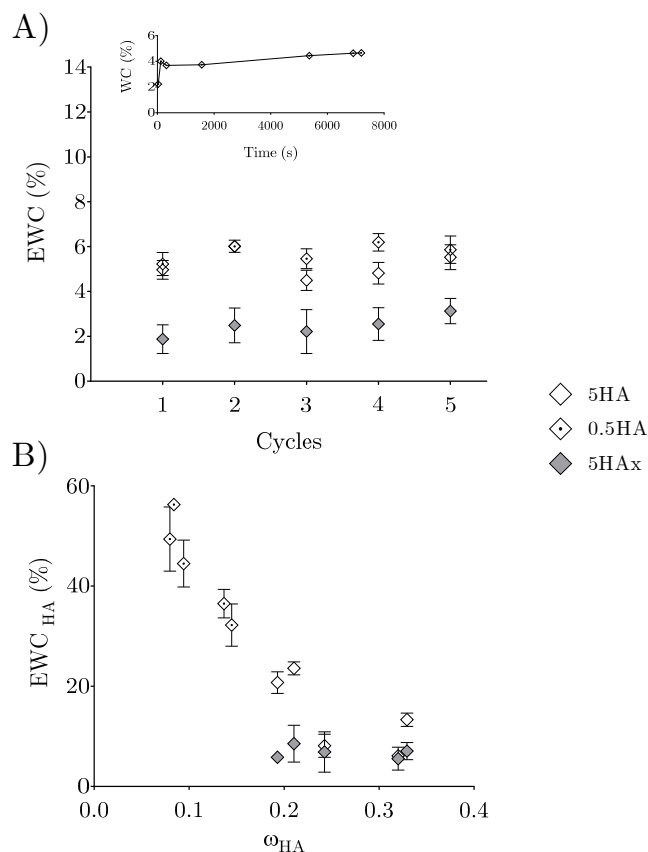 A)
6
4
2
0
WC (%)
0 2000 4000 6000 8000
Time (s)
14
12
10
8
6
4
2
0
EWC (%)
1 2 3 4 5
Cycles
5HA
0.5HA
5HAx
B)
60
40
20
0
EWC HA (%)
0.0 0.1 0.2 0.3 0.4
ωHA